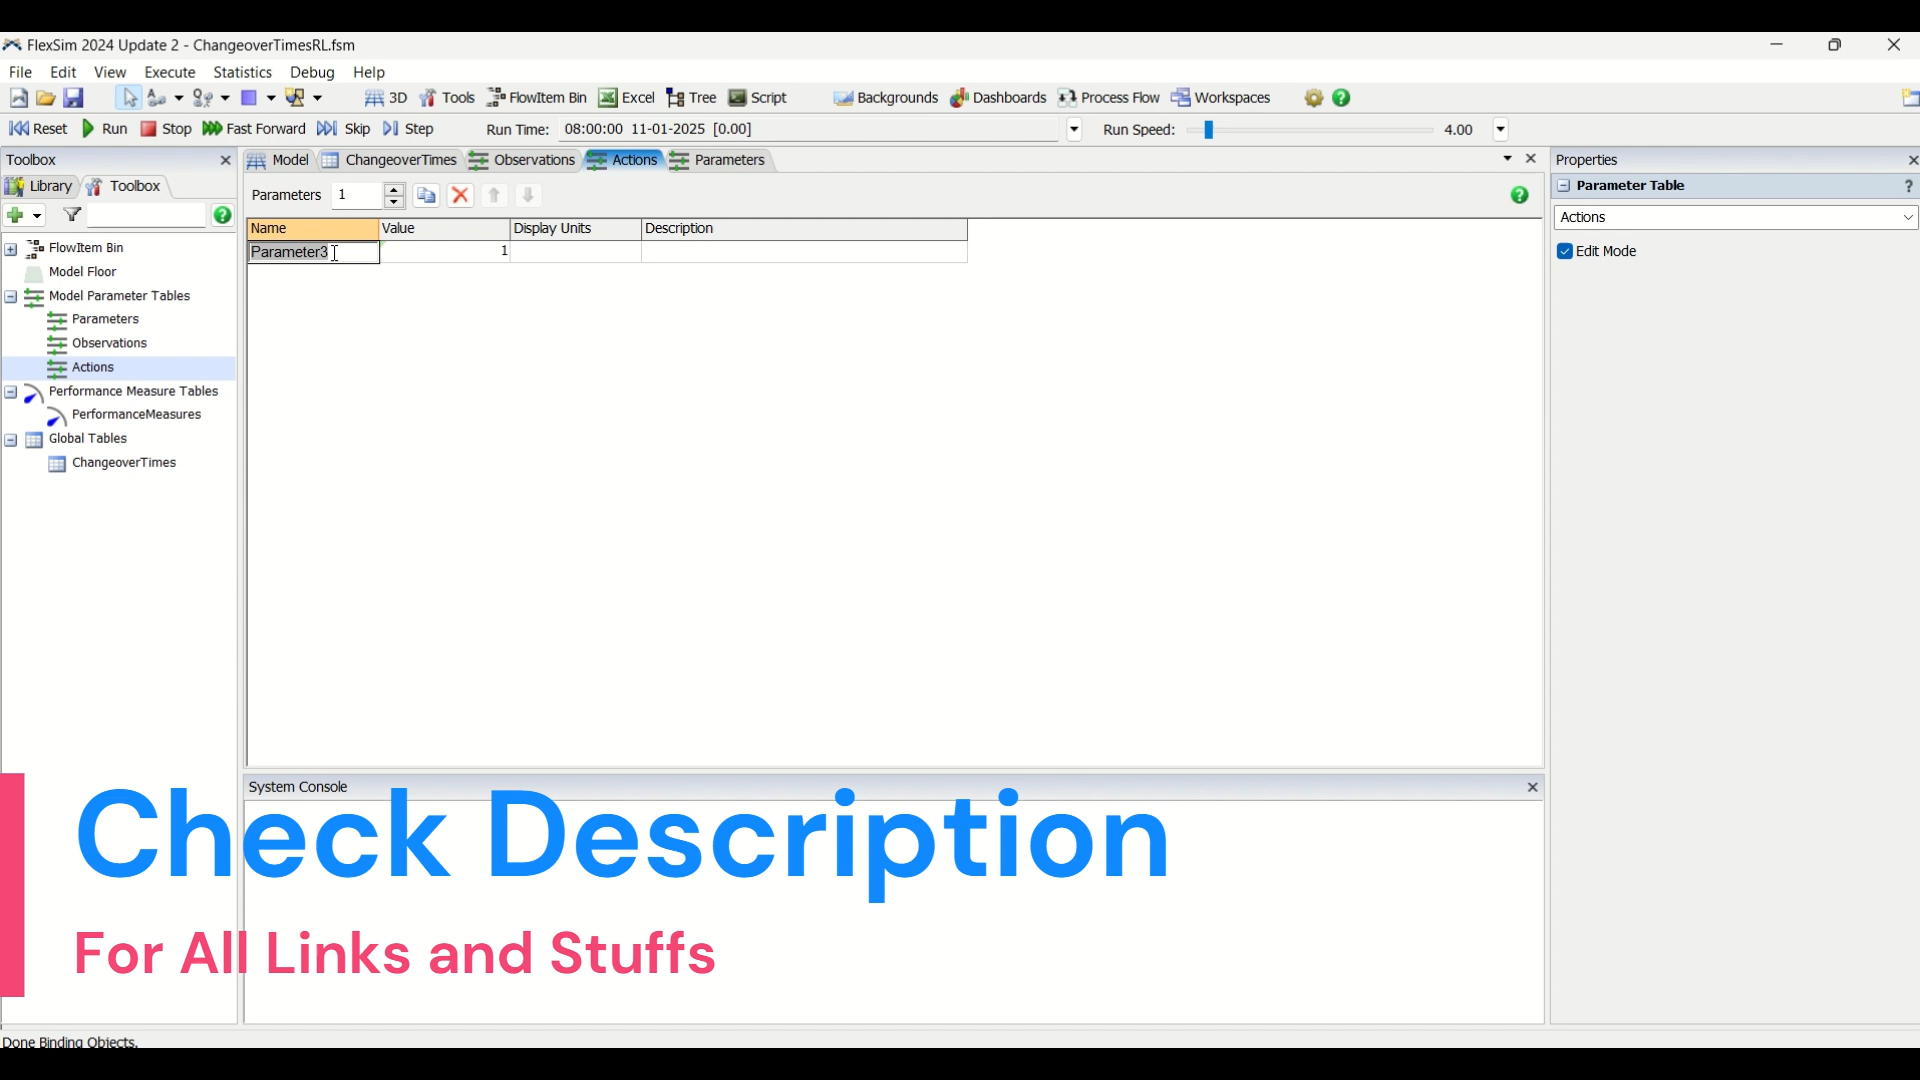 FlexSim 2024 Update 2 - ChangeoverTimesRL.fsm
File Edit View Execute Statistics Debug Help
3D Tools FlowItem Bin Excel Tree Script Backgrounds Dashboards Process Flow Workspaces
Reset Run Stop Fast Forward Skip Step Run Time: 08:00:00 11-01-2025 [0.00] Run Speed: 4.00
Toolbox
Library Toolbox
FlowItem Bin
Model Floor
Model Parameter Tables
Parameters
Observations
Actions
Performance Measure Tables
PerformanceMeasures
Global Tables
ChangeoverTimes
Model ChangeoverTimes Observations Actions Parameters
Parameters 1
Name Value Display Units Description
Parameter3 1
Properties
Parameter Table
Actions
Edit Mode
System Console
Check Description
For All Links and Stuffs
Done Binding Objects.